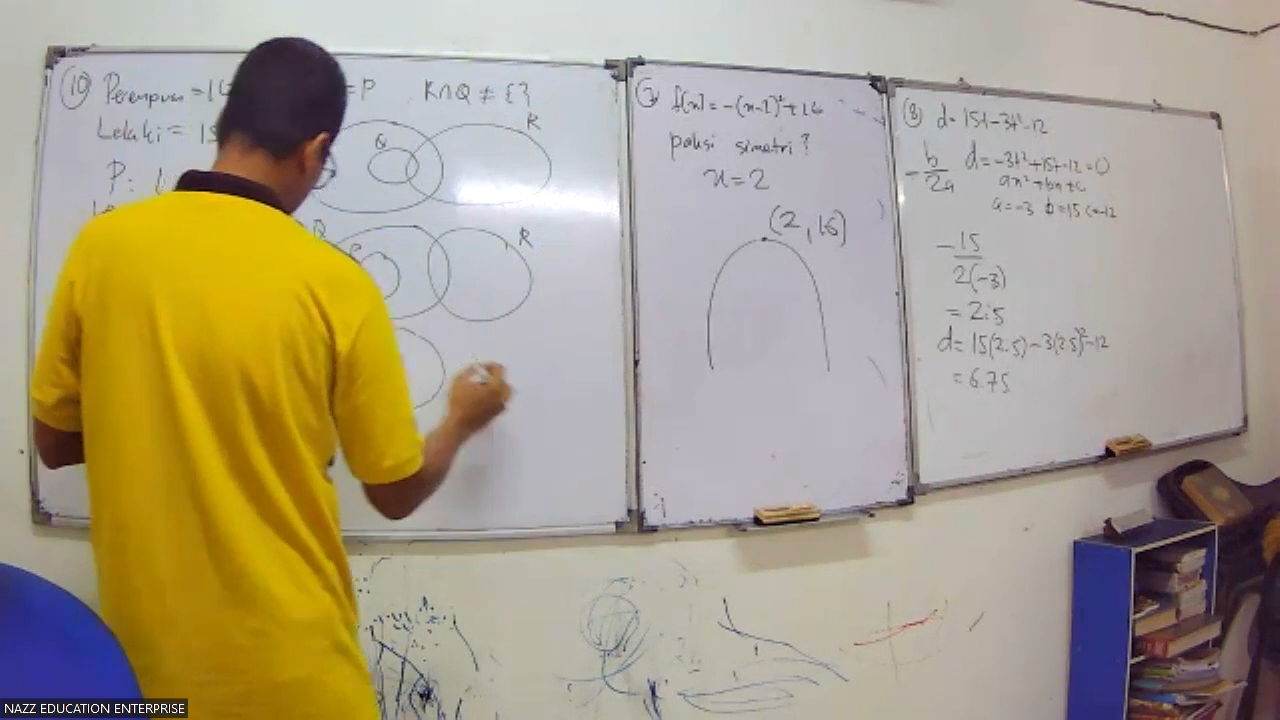 10 Perempuan = 1
= P
K∩Q ≠ { }
Lelaki = 15
P:
Q
R
R
7 f(x) = -(x-2)² + 16
paksi simetri?
x = 2
(2, 16)
8 d = 15t - 3t² - 12
- b/2a
d = -3t² + 15t - 12 = 0
ax² + bx + c
a = -3 b = 15 c = -12
- 15
2(-3)
= 2.5
d = 15(2.5) - 3(2.5)² - 12
= 6.75
NAZZ EDUCATION ENTERPRISE